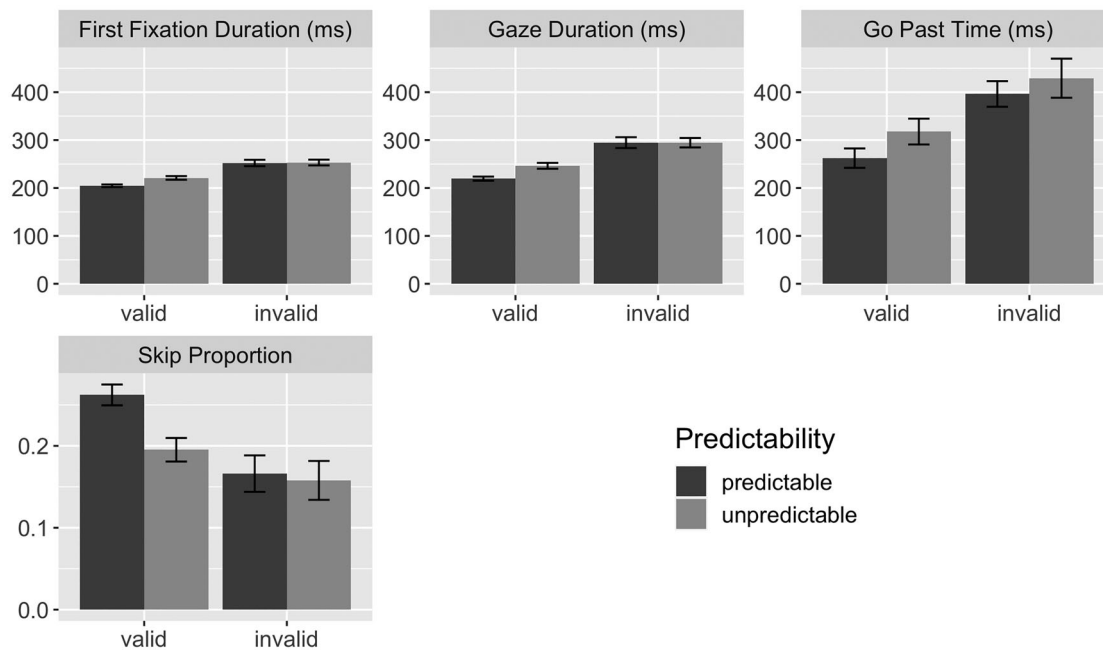 First Fixation Duration (ms)
Gaze Duration (ms)
Go Past Time (ms)
400
300
200
100
0
valid
invalid
400
300
200
100
0
valid
invalid
400
300
200
100
0
valid
invalid
Skip Proportion
0.2
0.1
0.0
valid
invalid
Predictability
predictable
unpredictable